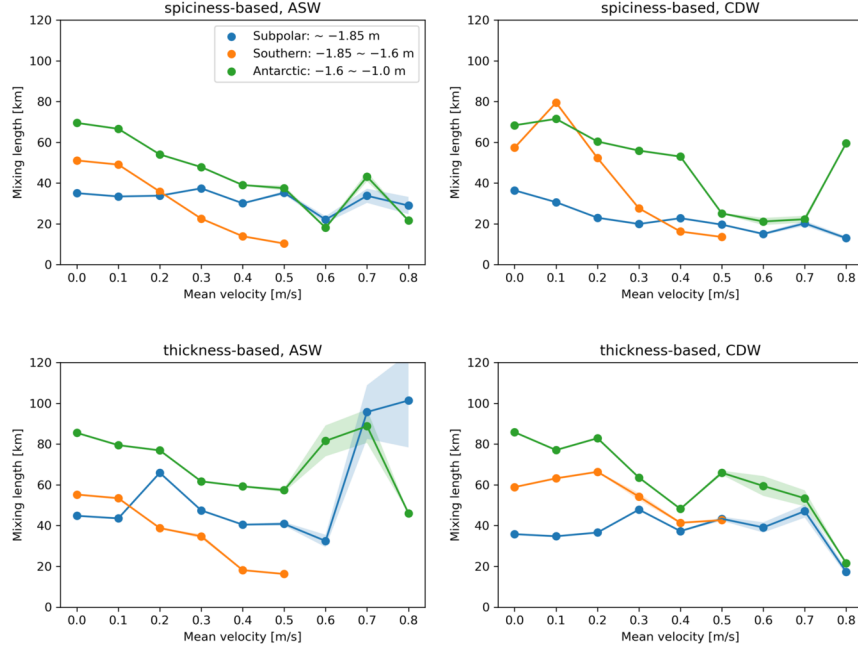 spiciness-based, ASW
120
100
80
60
40
20
0
Mixing length [km]
Subpolar: ~ −1.85 m
Southern: −1.85 ~ −1.6 m
Antarctic: −1.6 ~ −1.0 m
0.0 0.1 0.2 0.3 0.4 0.5 0.6 0.7 0.8
Mean velocity [m/s]
spiciness-based, CDW
120
100
80
60
40
20
0
Mixing length [km]
0.0 0.1 0.2 0.3 0.4 0.5 0.6 0.7 0.8
Mean velocity [m/s]
thickness-based, ASW
120
100
80
60
40
20
0
Mixing length [km]
0.0 0.1 0.2 0.3 0.4 0.5 0.6 0.7 0.8
Mean velocity [m/s]
thickness-based, CDW
120
100
80
60
40
20
0
Mixing length [km]
0.0 0.1 0.2 0.3 0.4 0.5 0.6 0.7 0.8
Mean velocity [m/s]